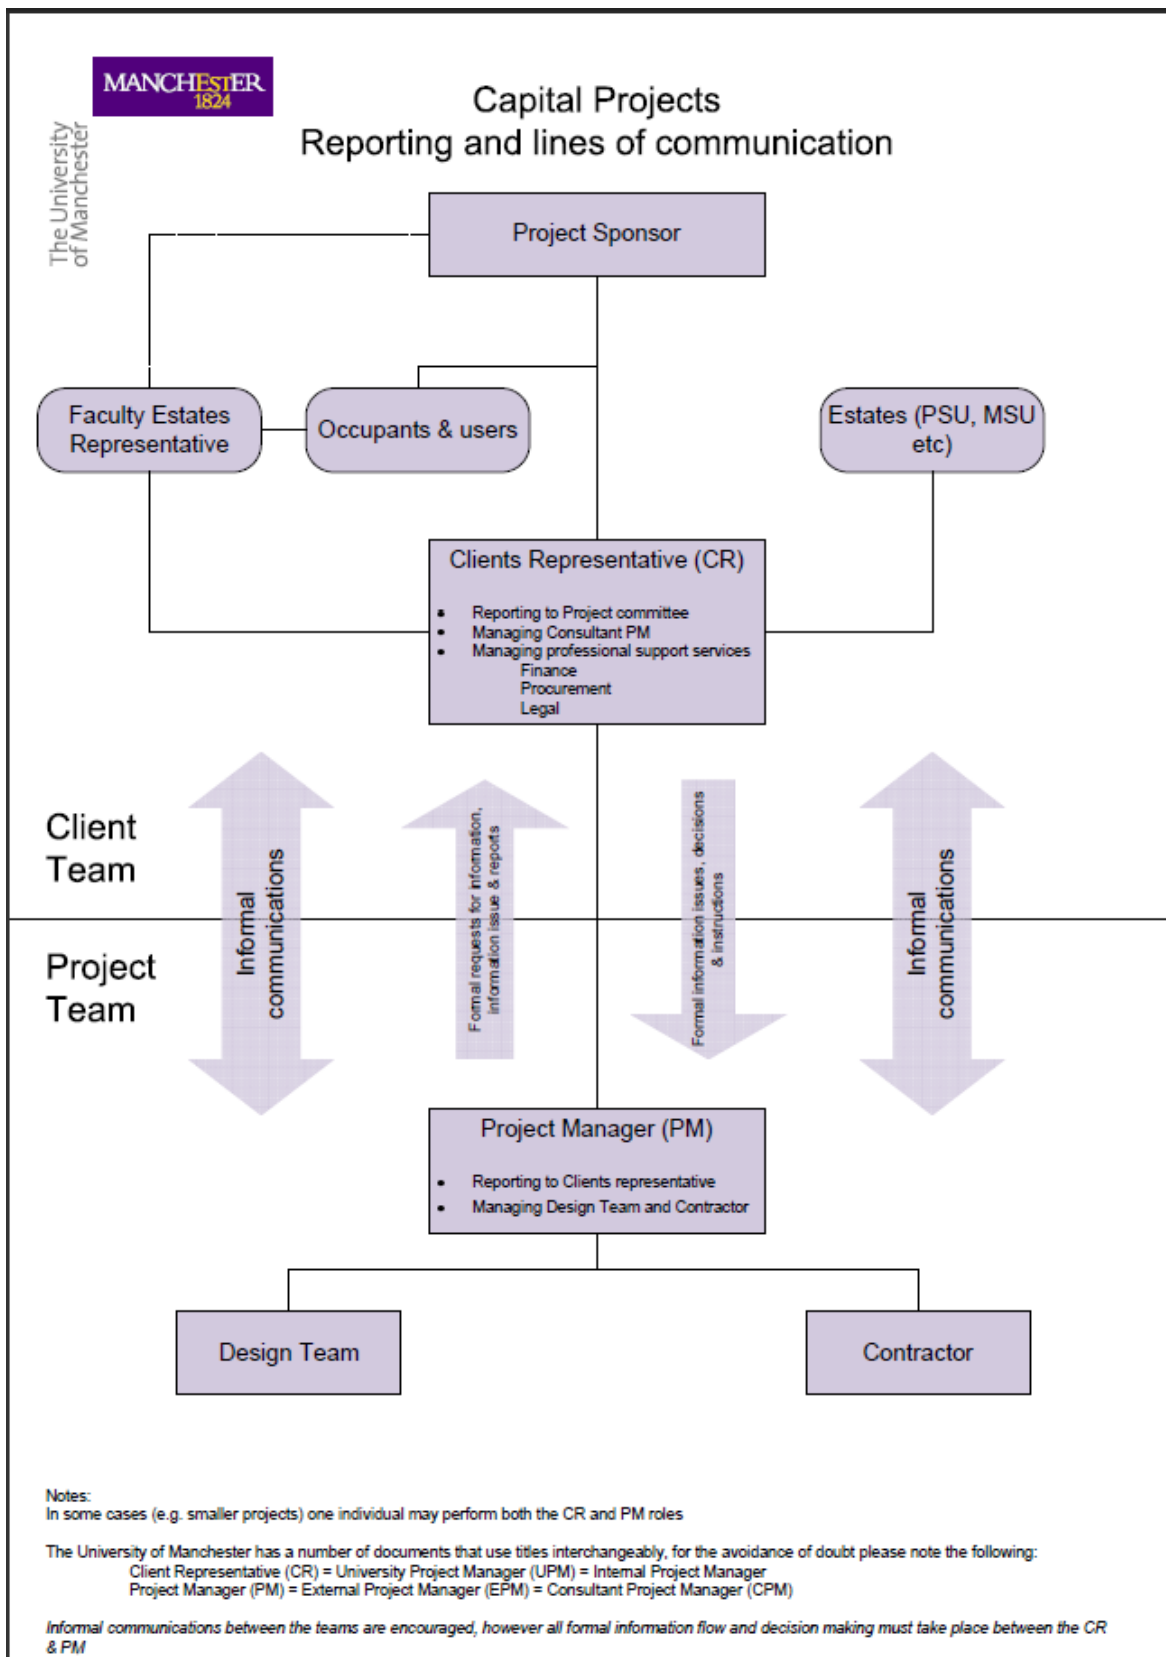 MANCHESTER
1824
The University
of Manchester
Capital Projects
Reporting and lines of communication
Project Sponsor
Faculty Estates
Representative
Occupants & users
Estates (PSU, MSU
etc)
Clients Representative (CR)
• Reporting to Project committee
• Managing Consultant PM
• Managing professional support services
Finance
Procurement
Legal
Client
Team
Project
Team
Informal
communications
Formal requests for information,
information issue & reports
Formal information issues, decisions
& instructions
Informal
communications
Project Manager (PM)
• Reporting to Clients representative
• Managing Design Team and Contractor
Design Team
Contractor
Notes:
In some cases (e.g. smaller projects) one individual may perform both the CR and PM roles
The University of Manchester has a number of documents that use titles interchangeably, for the avoidance of doubt please note the following:
Client Representative (CR) = University Project Manager (UPM) = Internal Project Manager
Project Manager (PM) = External Project Manager (EPM) = Consultant Project Manager (CPM)
Informal communications between the teams are encouraged, however all formal information flow and decision making must take place between the CR
& PM